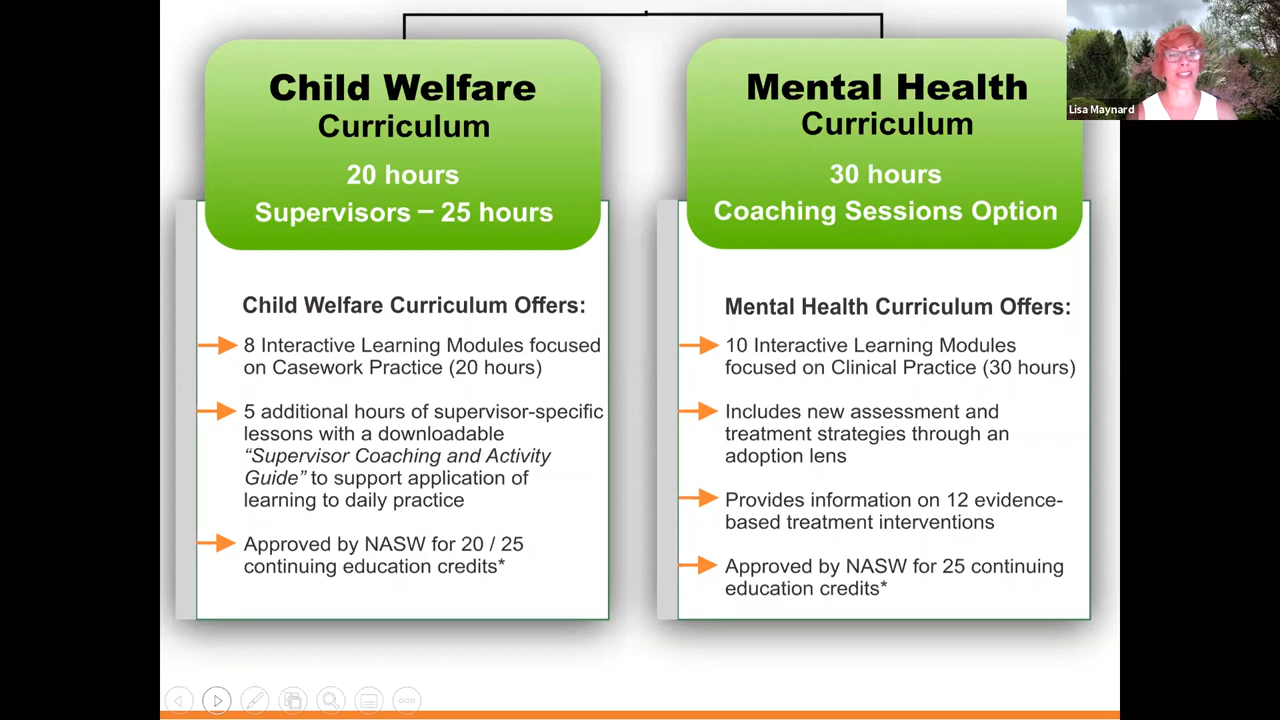 Child Welfare
Curriculum
20 hours
Supervisors – 25 hours
Child Welfare Curriculum Offers:
8 Interactive Learning Modules focused
on Casework Practice (20 hours)
5 additional hours of supervisor-specific
lessons with a downloadable
“Supervisor Coaching and Activity
Guide” to support application of
learning to daily practice
Approved by NASW for 20 / 25
continuing education credits*
Mental Health
Curriculum
30 hours
Coaching Sessions Option
Mental Health Curriculum Offers:
10 Interactive Learning Modules
focused on Clinical Practice (30 hours)
Includes new assessment and
treatment strategies through an
adoption lens
Provides information on 12 evidence-
based treatment interventions
Approved by NASW for 25 continuing
education credits*
Lisa Maynard